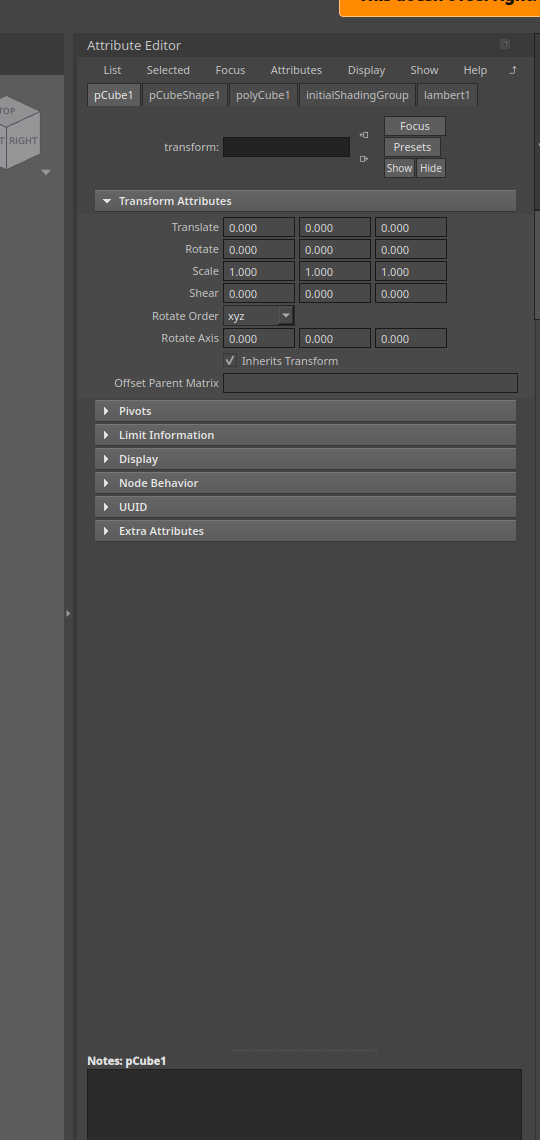 Attribute Editor
List Selected Focus Attributes Display Show Help
pCube1 pCubeShape1 polyCube1 initialShadingGroup lambert1
TOP
RIGHT
Focus
transform:
Presets
Show Hide
Transform Attributes
Translate 0.000 0.000 0.000
Rotate 0.000 0.000 0.000
Scale 1.000 1.000 1.000
Shear 0.000 0.000 0.000
Rotate Order xyz
Rotate Axis 0.000 0.000 0.000
Inherits Transform
Offset Parent Matrix
Pivots
Limit Information
Display
Node Behavior
UUID
Extra Attributes
Notes: pCube1